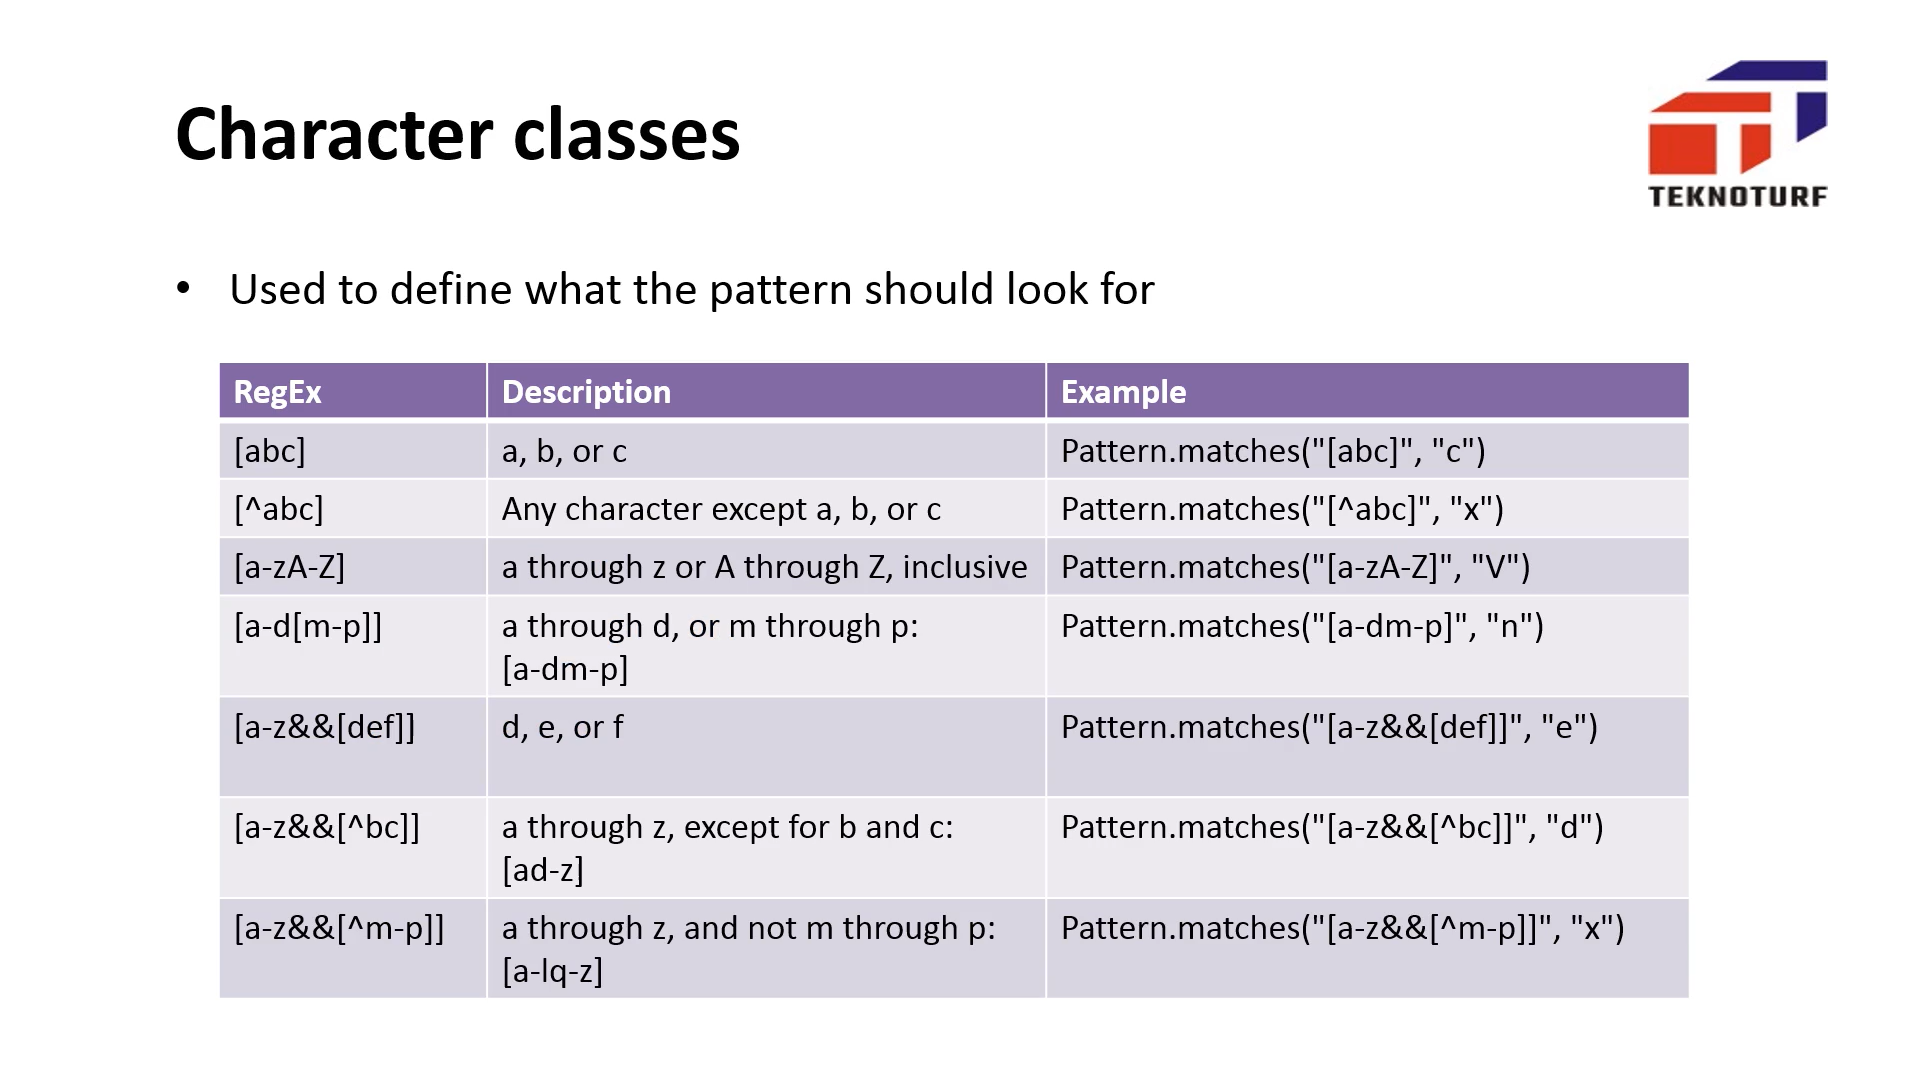 Character classes
TEKNOTURF
• Used to define what the pattern should look for
RegEx Description Example
[abc] a, b, or c Pattern.matches("[abc]", "c")
[^abc] Any character except a, b, or c Pattern.matches("[^abc]", "x")
[a-zA-Z] a through z or A through Z, inclusive Pattern.matches("[a-zA-Z]", "V")
[a-d[m-p]] a through d, or m through p: Pattern.matches("[a-dm-p]", "n")
[a-dm-p]
[a-z&&[def]] d, e, or f Pattern.matches("[a-z&&[def]]", "e")
[a-z&&[^bc]] a through z, except for b and c: Pattern.matches("[a-z&&[^bc]]", "d")
[ad-z]
[a-z&&[^m-p]] a through z, and not m through p: Pattern.matches("[a-z&&[^m-p]]", "x")
[a-lq-z]